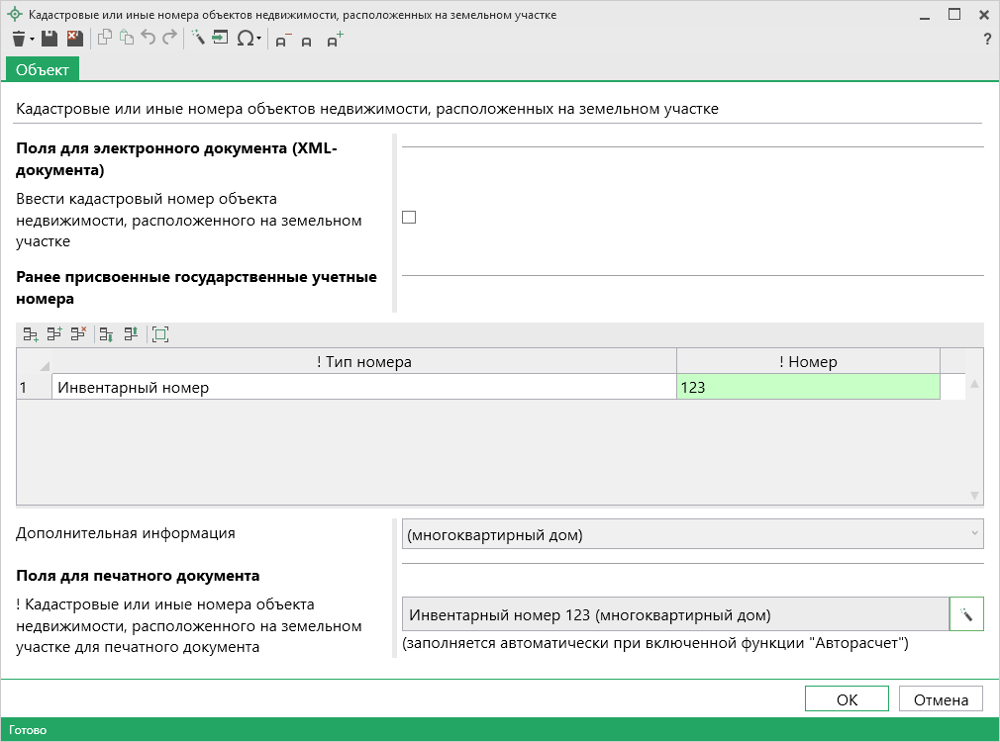 Кадастровые или иные номера объектов недвижимости, расположенных на земельном участке
?
Объект
Кадастровые или иные номера объектов недвижимости, расположенных на земельном участке
Поля для электронного документа (XML-
документа)
Ввести кадастровый номер объекта
недвижимости, расположенного на земельном
участке
Ранее присвоенные государственные учетные
номера
! Тип номера ! Номер
1 Инвентарный номер 123
Дополнительная информация (многоквартирный дом)
Поля для печатного документа
! Кадастровые или иные номера объекта
недвижимости, расположенного на земельном
участке для печатного документа
Инвентарный номер 123 (многоквартирный дом)
(заполняется автоматически при включенной функции "Авторасчет")
ОК Отмена
Готово